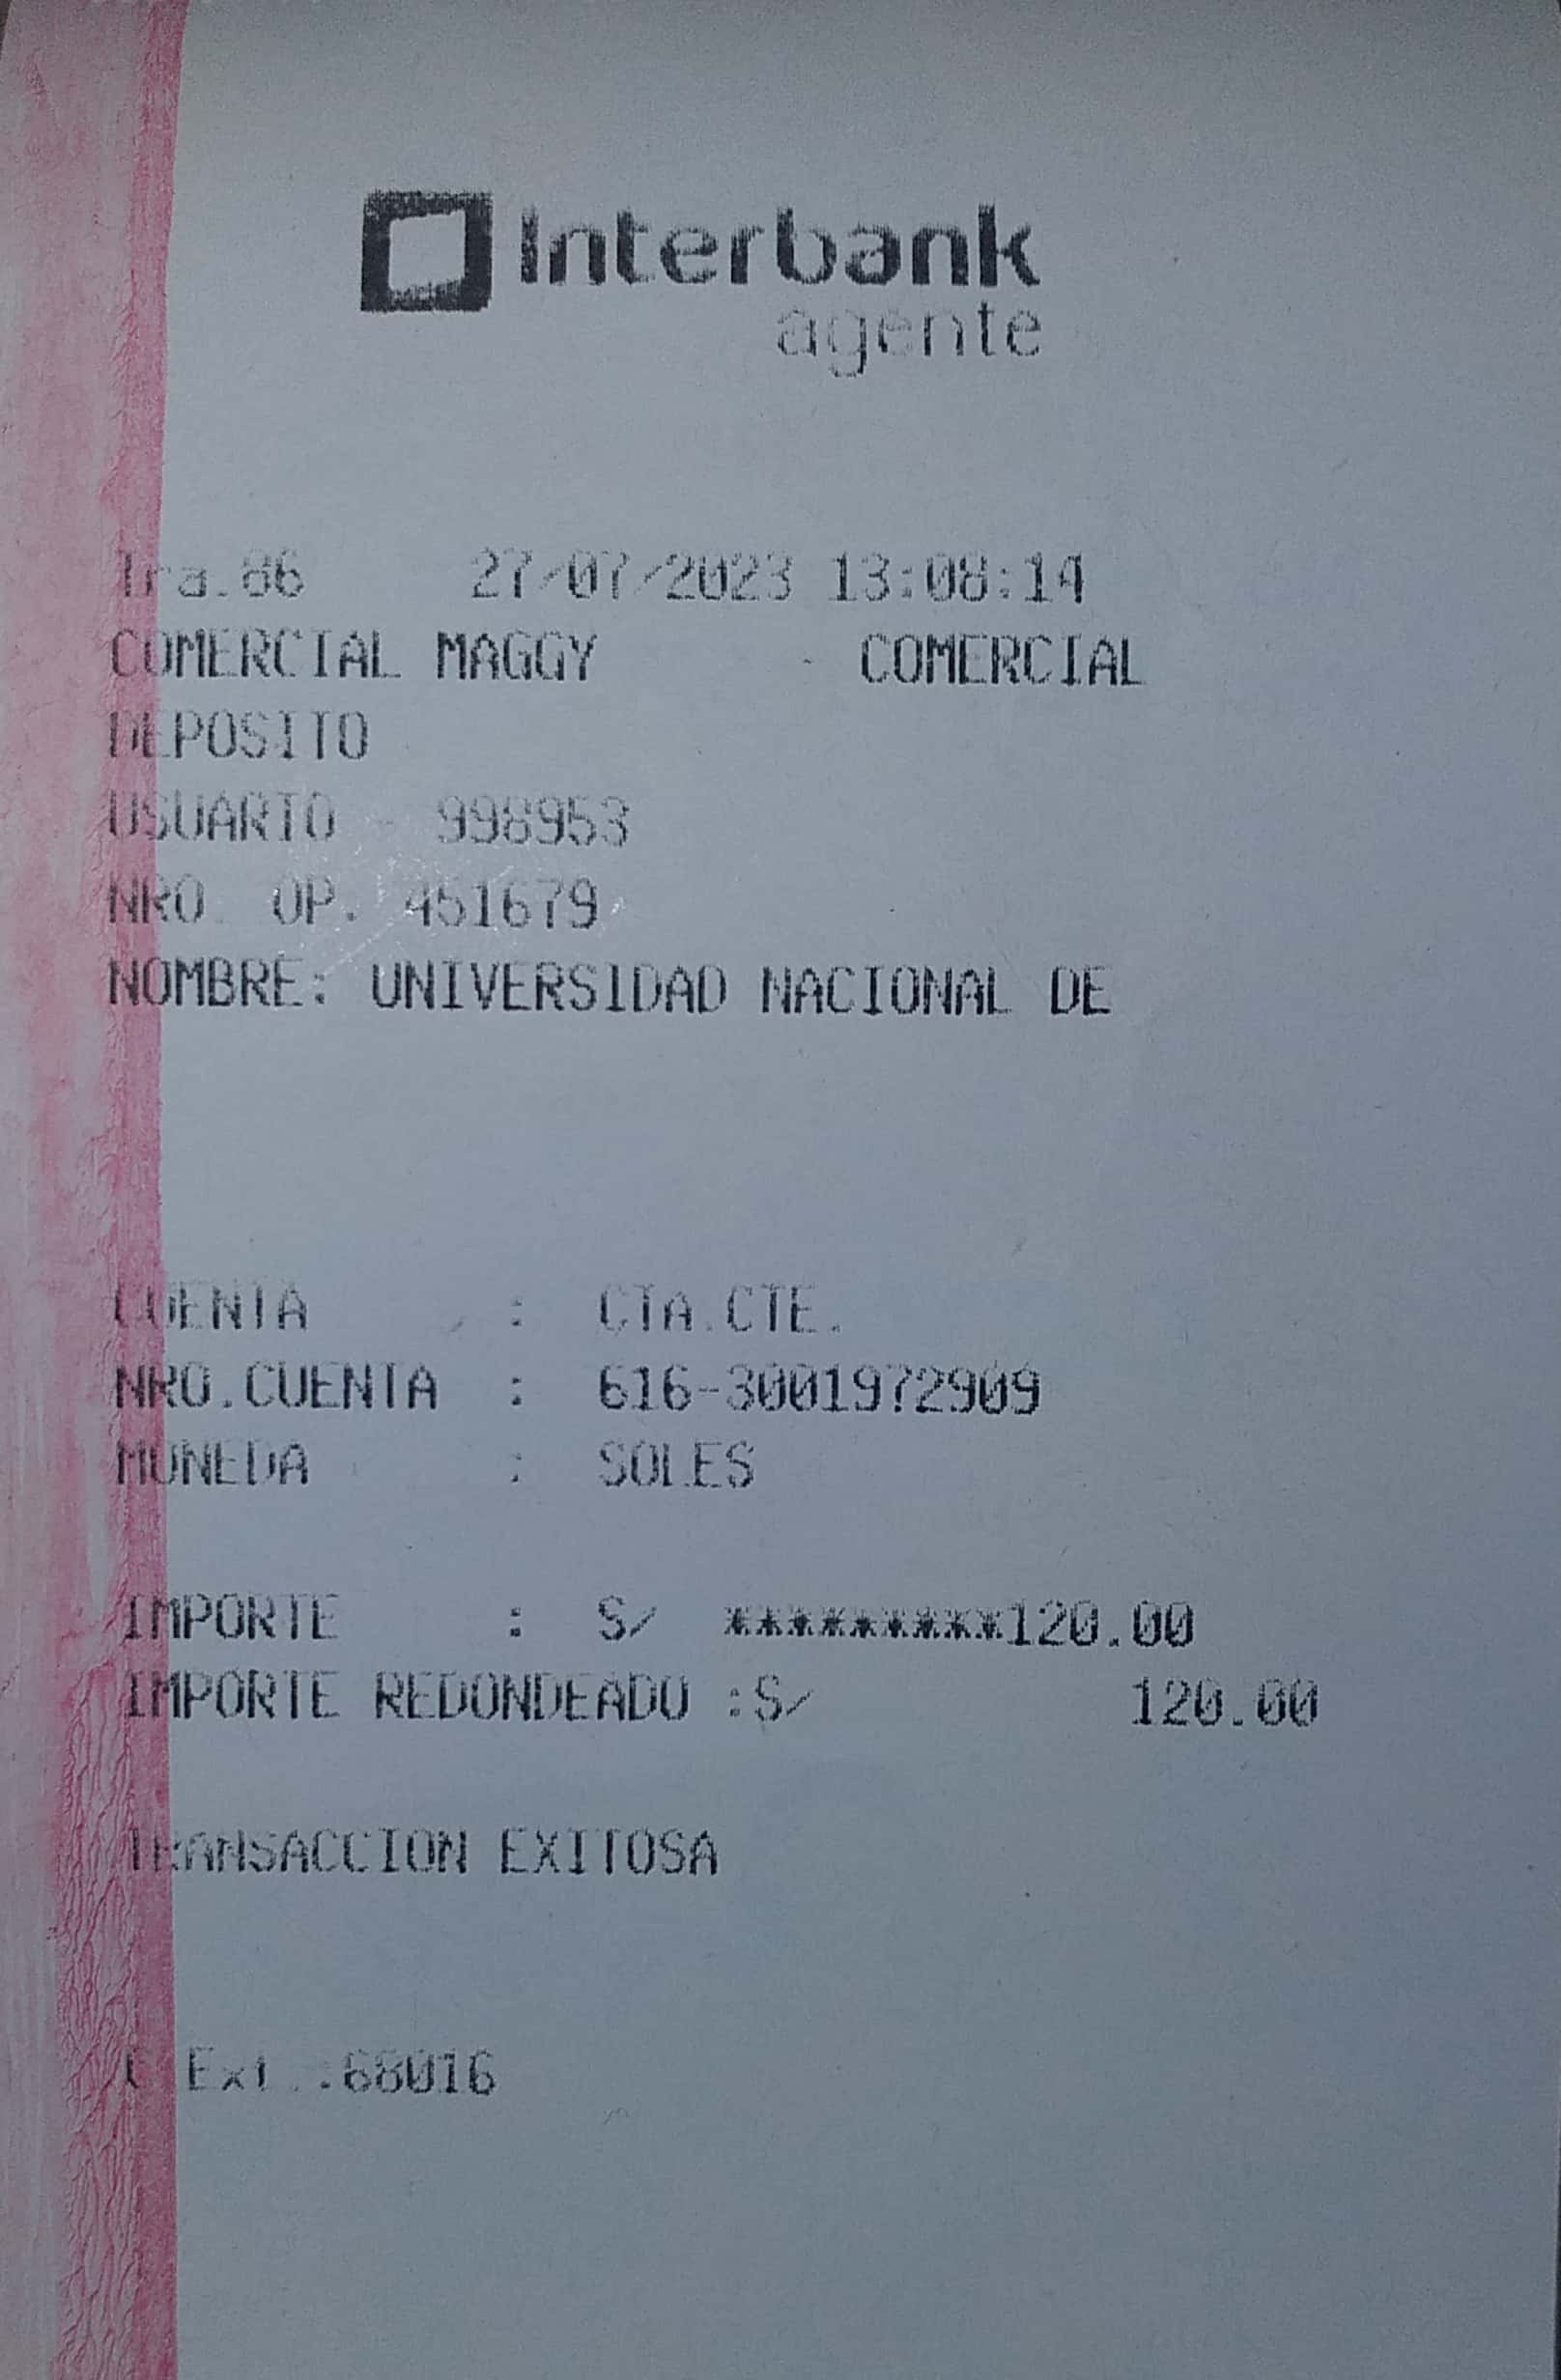 Interbank
agente
Tra.86 27/07/2023 13:08:14
COMERCIAL MAGGY - COMERCIAL
DEPOSITO
USUARIO - 998953
NRO. OP. 451679
NOMBRE: UNIVERSIDAD NACIONAL DE
CUENTA : CTA.CTE.
NRO.CUENTA : 616-3001972909
MONEDA : SOLES
IMPORTE : S/ *********120.00
IMPORTE REDONDEADO :S/ 120.00
TRANSACCION EXITOSA
Ext.:68016